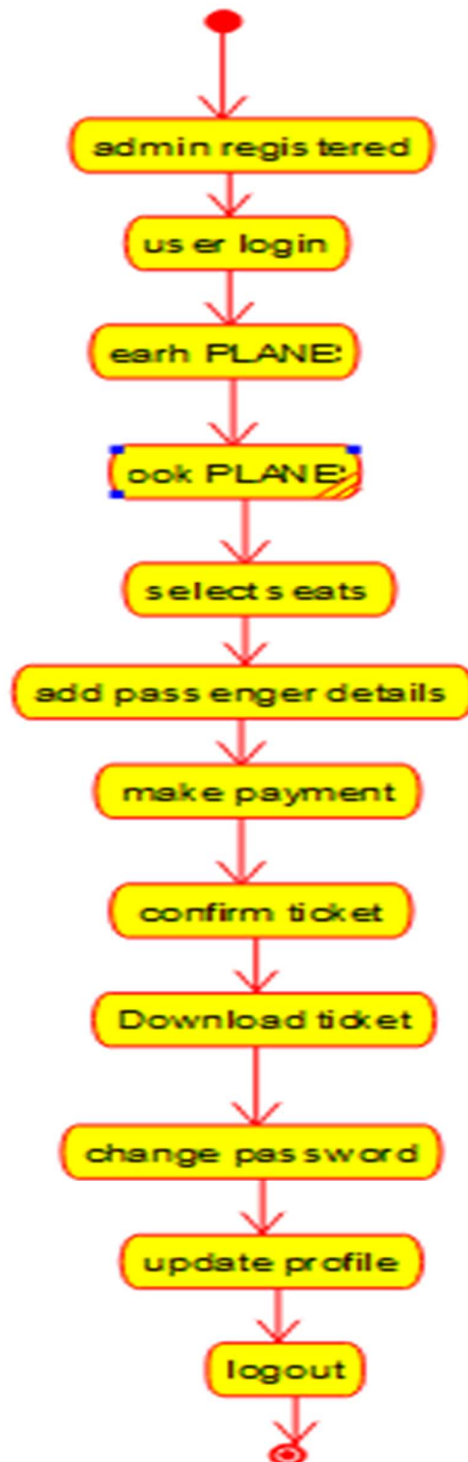 admin registered
user login
earh PLANE
ook PLANE
select seats
add passenger details
make payment
confirm ticket
Download ticket
change password
update profile
logout